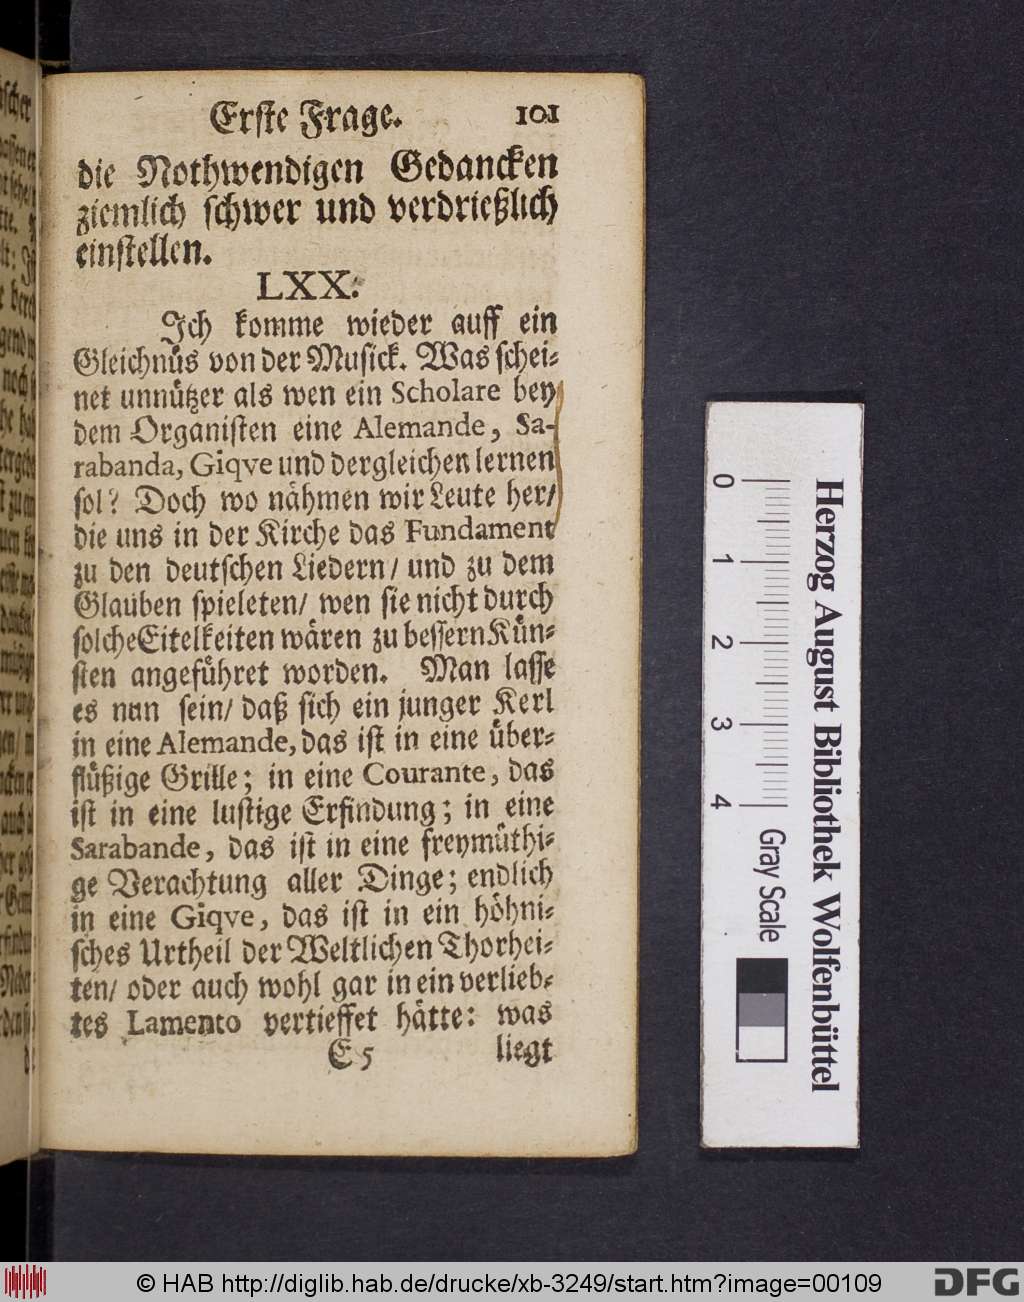 Erſte Frage. 101
die Nothwendigen Gedancken
ziemlich ſchwer und verdrießlich
einſtellen.
LXX.
Ich komme wieder auff ein
Gleichnüs von der Muſick. Was ſchei⸗
net unnützer als wen ein Scholare bey
dem Organiſten eine Alemande, Sa-
rabanda, Giqve und dergleichen lernen
ſol? Doch wo nähmen wir Leute her/
die uns in der Kirche das Fundament
zu den deutſchen Liedern/ und zu dem
Glauben ſpieleten/ wen ſie nicht durch
ſolche Eitelkeiten wären zu beſſern Kün⸗
ſten angeführet worden. Man laſſe
es nun ſein/ daß ſich ein junger Kerl
in eine Alemande, das iſt in eine über⸗
flüßige Grille; in eine Courante, das
iſt in eine luſtige Erfindung; in eine
Sarabande, das iſt in eine freymüthi⸗
ge Verachtung aller Dinge; endlich
in eine Giqve, das iſt in ein höhni⸗
ſches Urtheil der Weltlichen Thorhei⸗
ten/ oder auch wohl gar in ein verlieb⸗
tes Lamento vertieffet hätte: was
E 5 liegt
0 1 2 3 4 Gray Scale
Herzog August Bibliothek Wolfenbüttel
© HAB http://diglib.hab.de/drucke/xb-3249/start.htm?image=00109
DFG